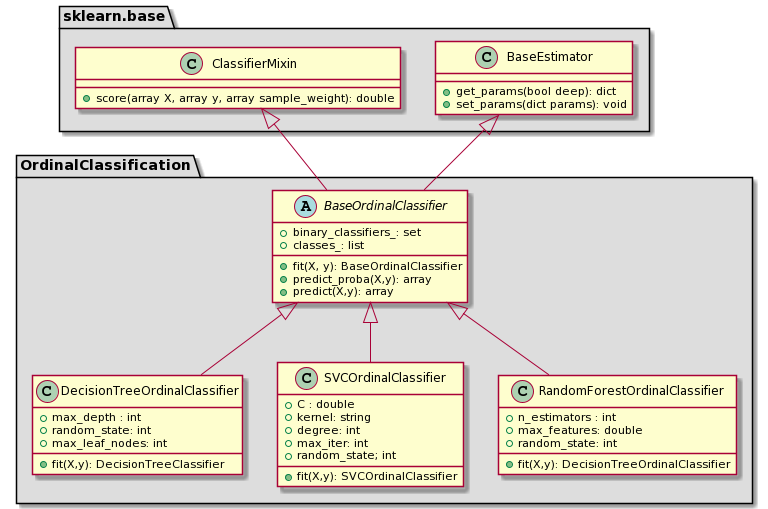 sklearn.base
C ClassifierMixin
score(array X, array y, array sample_weight): double
C BaseEstimator
get_params(bool deep): dict
set_params(dict params): void
OrdinalClassification
A BaseOrdinalClassifier
binary_classifiers_: set
classes_: list
fit(X, y): BaseOrdinalClassifier
predict_proba(X,y): array
predict(X,y): array
C DecisionTreeOrdinalClassifier
max_depth : int
random_state: int
max_leaf_nodes: int
fit(X,y): DecisionTreeClassifier
C SVCOrdinalClassifier
C : double
kernel: string
degree: int
max_iter: int
random_state; int
fit(X,y): SVCOrdinalClassifier
C RandomForestOrdinalClassifier
n_estimators : int
max_features: double
random_state: int
fit(X,y): DecisionTreeOrdinalClassifier